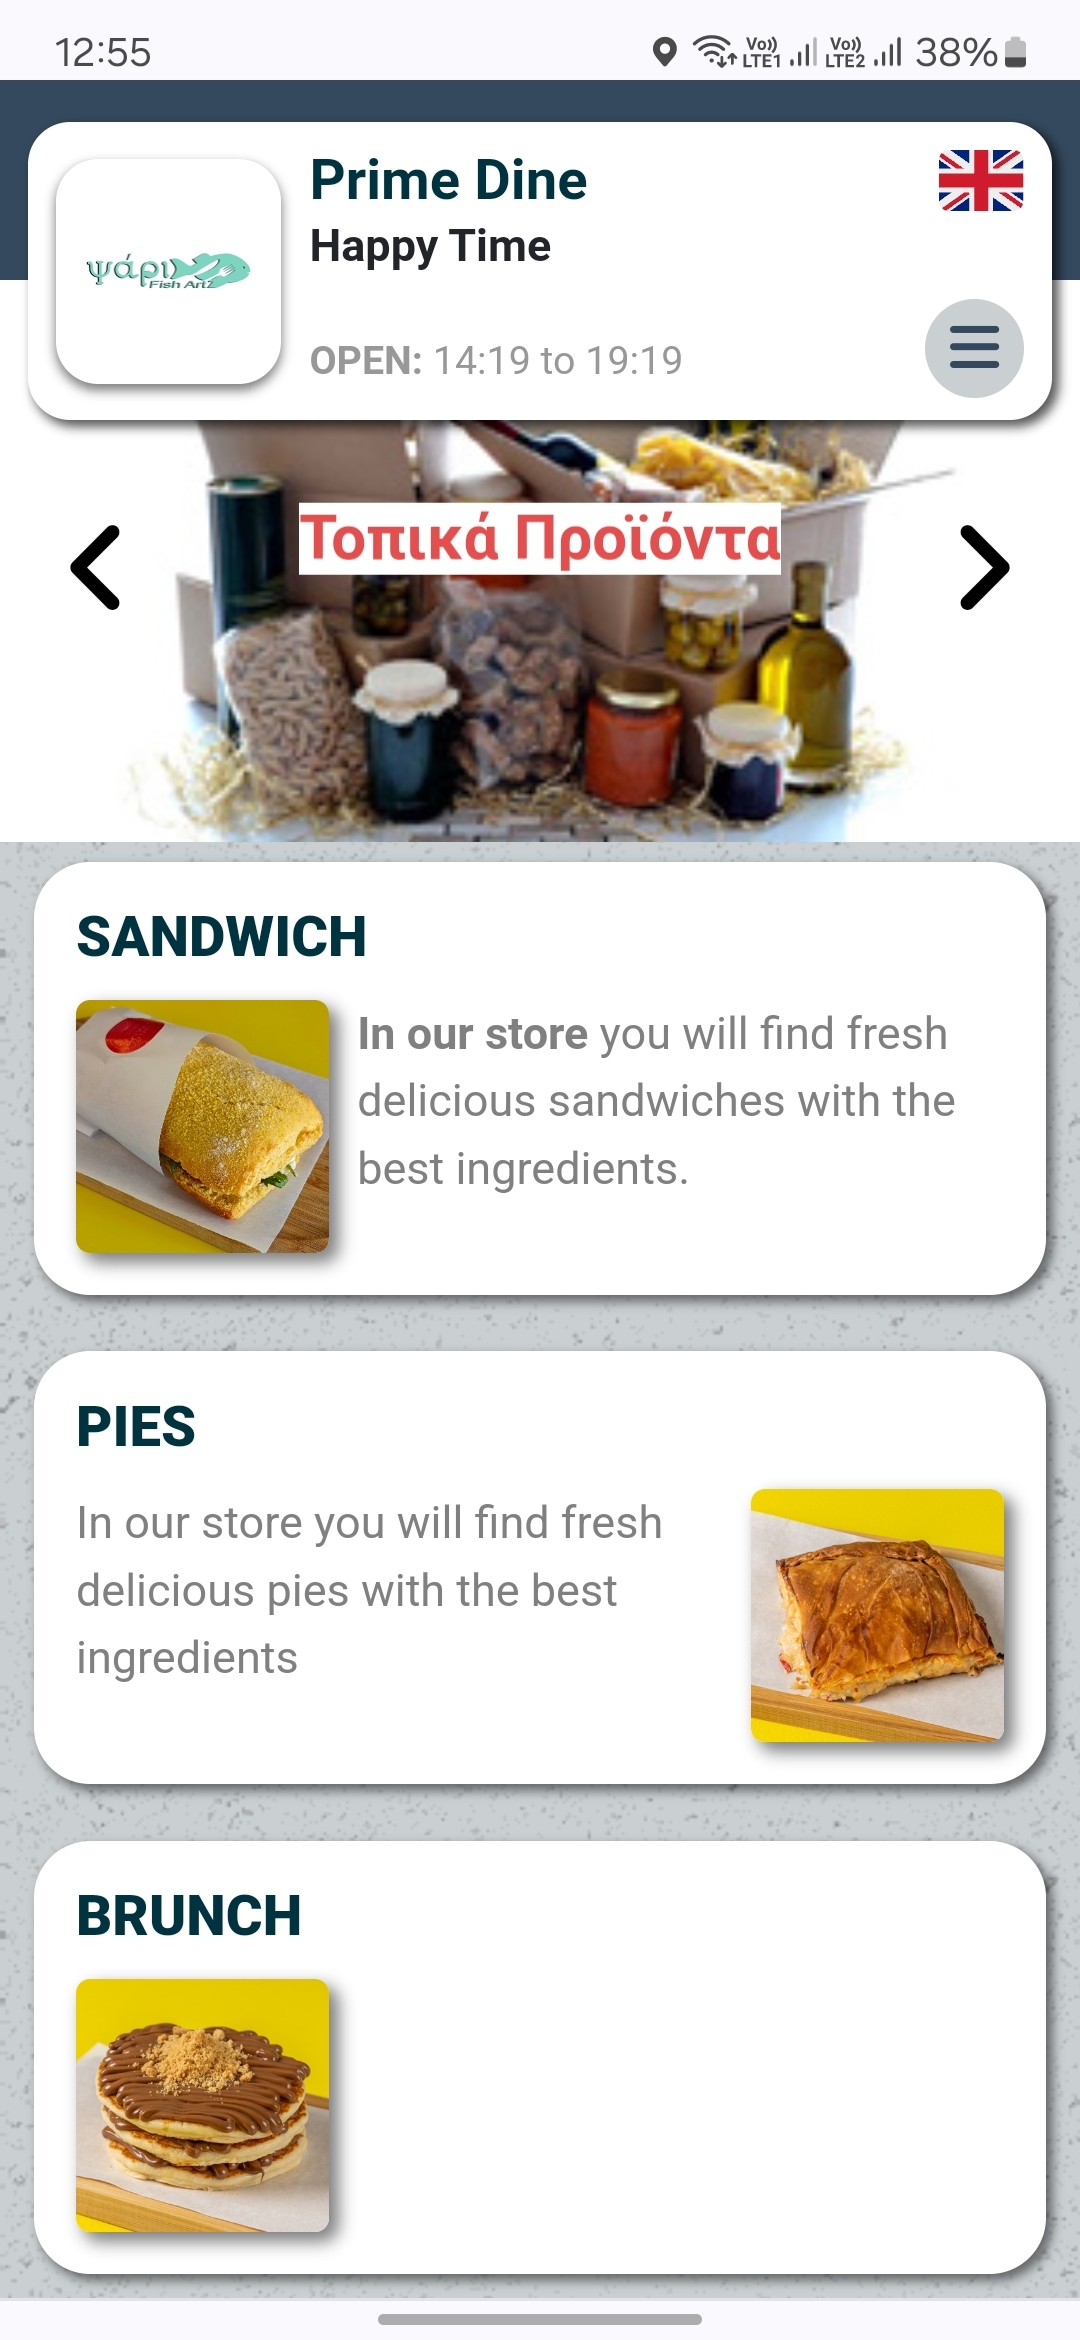 12:55
Vo))
LTE1
Vo))
LTE2
38%
Prime Dine
Happy Time
ψάρι
Fish Art
OPEN: 14:19 to 19:19
Τοπικά Προϊόντα
SANDWICH
In our store you will find fresh
delicious sandwiches with the
best ingredients.
PIES
In our store you will find fresh
delicious pies with the best
ingredients
BRUNCH